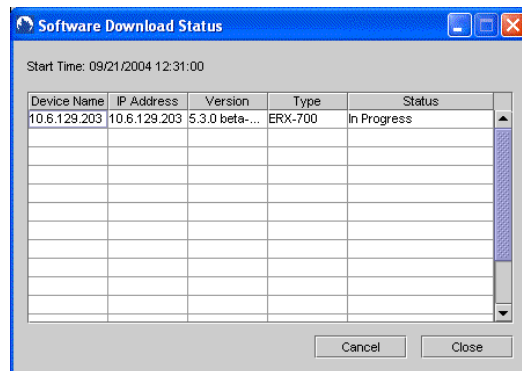 Software Download Status
Start Time: 09/21/2004 12:31:00
Device Name IP Address Version Type Status
10.6.129.203 10.6.129.203 5.3.0 beta-... ERX-700 In Progress
Cancel Close